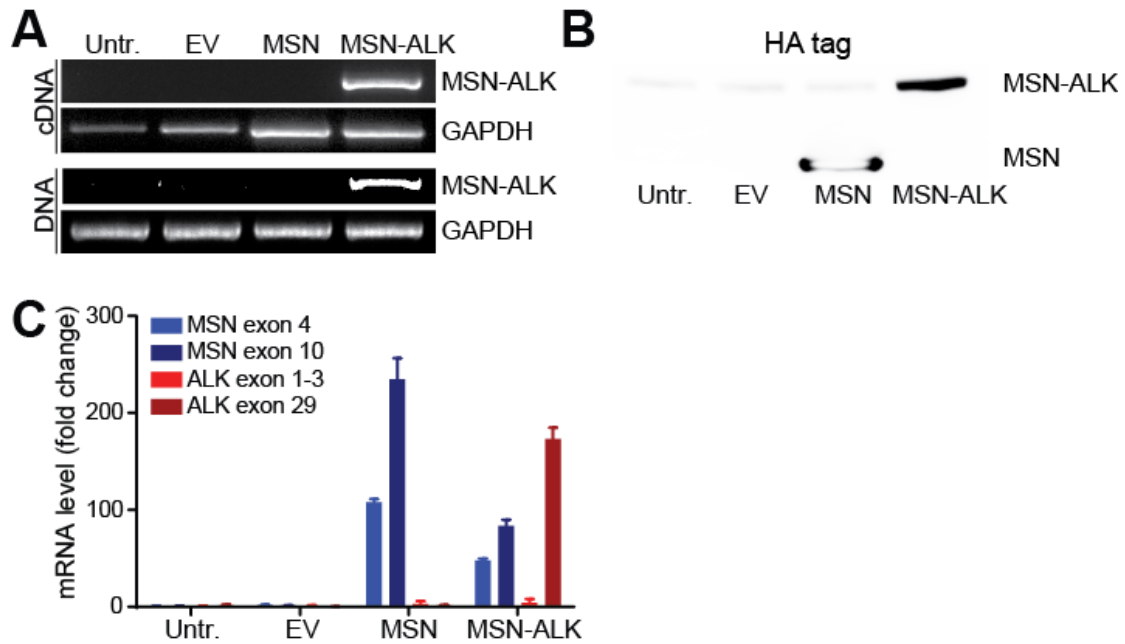 A
Untr. EV MSN MSN-ALK
cDNA
MSN-ALK
GAPDH
DNA
MSN-ALK
GAPDH
B
HA tag
MSN-ALK
MSN
Untr. EV MSN MSN-ALK
C
mRNA level (fold change)
300
200
100
0
MSN exon 4
MSN exon 10
ALK exon 1-3
ALK exon 29
Untr. EV MSN MSN-ALK